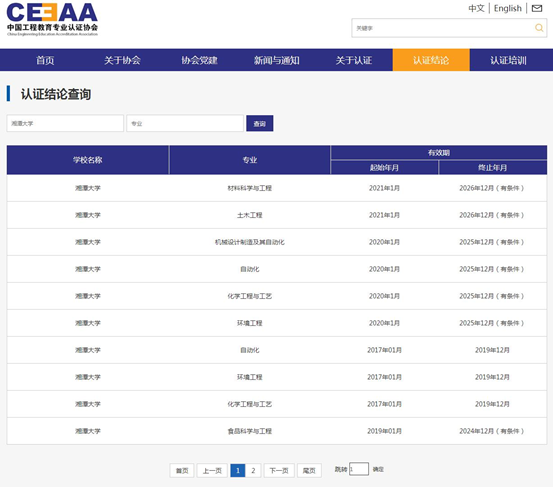 中文 | English
CEEAA
中国工程教育专业认证协会
China Engineering Education Accreditation Association
关键字
首页 关于协会 协会党建 新闻与通知 关于认证 认证结论 认证培训
认证结论查询
湘潭大学 专业 查询
学校名称 专业 有效期
起始年月 终止年月
湘潭大学 材料科学与工程 2021年1月 2026年12月（有条件）
湘潭大学 土木工程 2021年1月 2026年12月（有条件）
湘潭大学 机械设计制造及其自动化 2020年1月 2025年12月（有条件）
湘潭大学 自动化 2020年1月 2025年12月（有条件）
湘潭大学 化学工程与工艺 2020年1月 2025年12月（有条件）
湘潭大学 环境工程 2020年1月 2025年12月（有条件）
湘潭大学 自动化 2017年01月 2019年12月
湘潭大学 环境工程 2017年01月 2019年12月
湘潭大学 化学工程与工艺 2017年01月 2019年12月
湘潭大学 食品科学与工程 2019年01月 2024年12月（有条件）
首页 上一页 1 2 下一页 尾页 跳转 1 确定